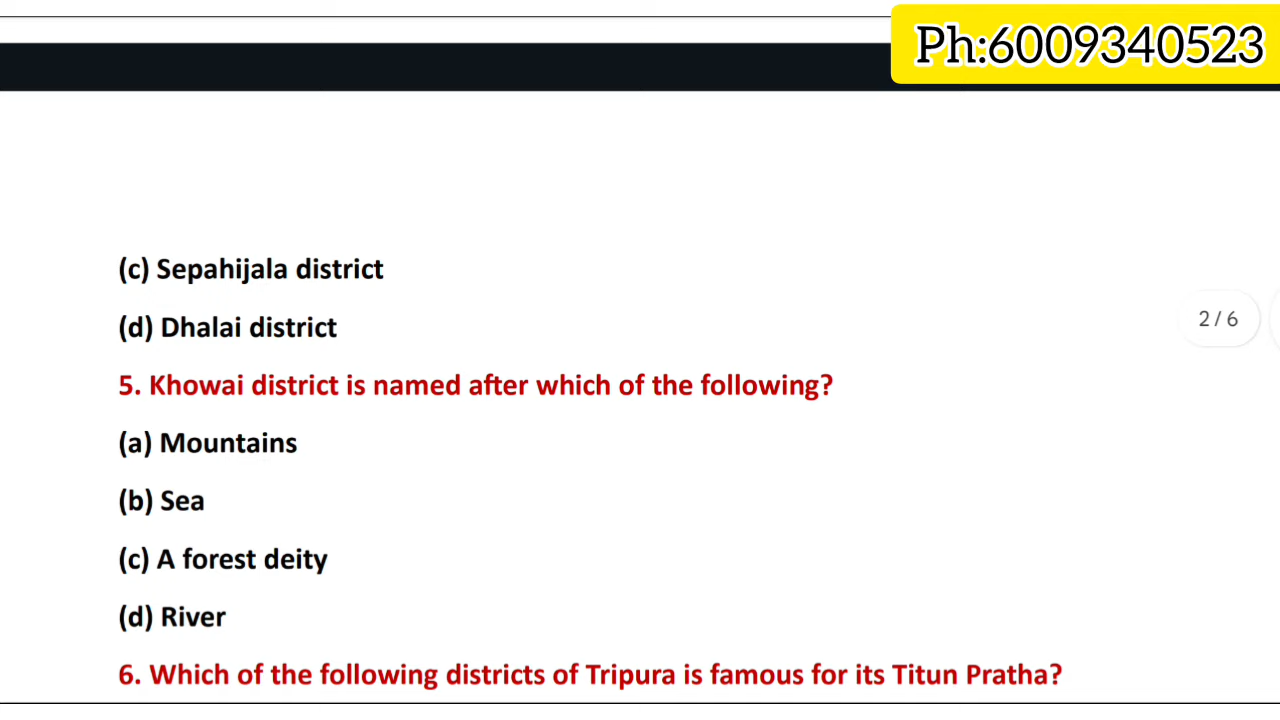 Ph:6009340523
(c) Sepahijala district
(d) Dhalai district
2 / 6
5. Khowai district is named after which of the following?
(a) Mountains
(b) Sea
(c) A forest deity
(d) River
6. Which of the following districts of Tripura is famous for its Titun Pratha?